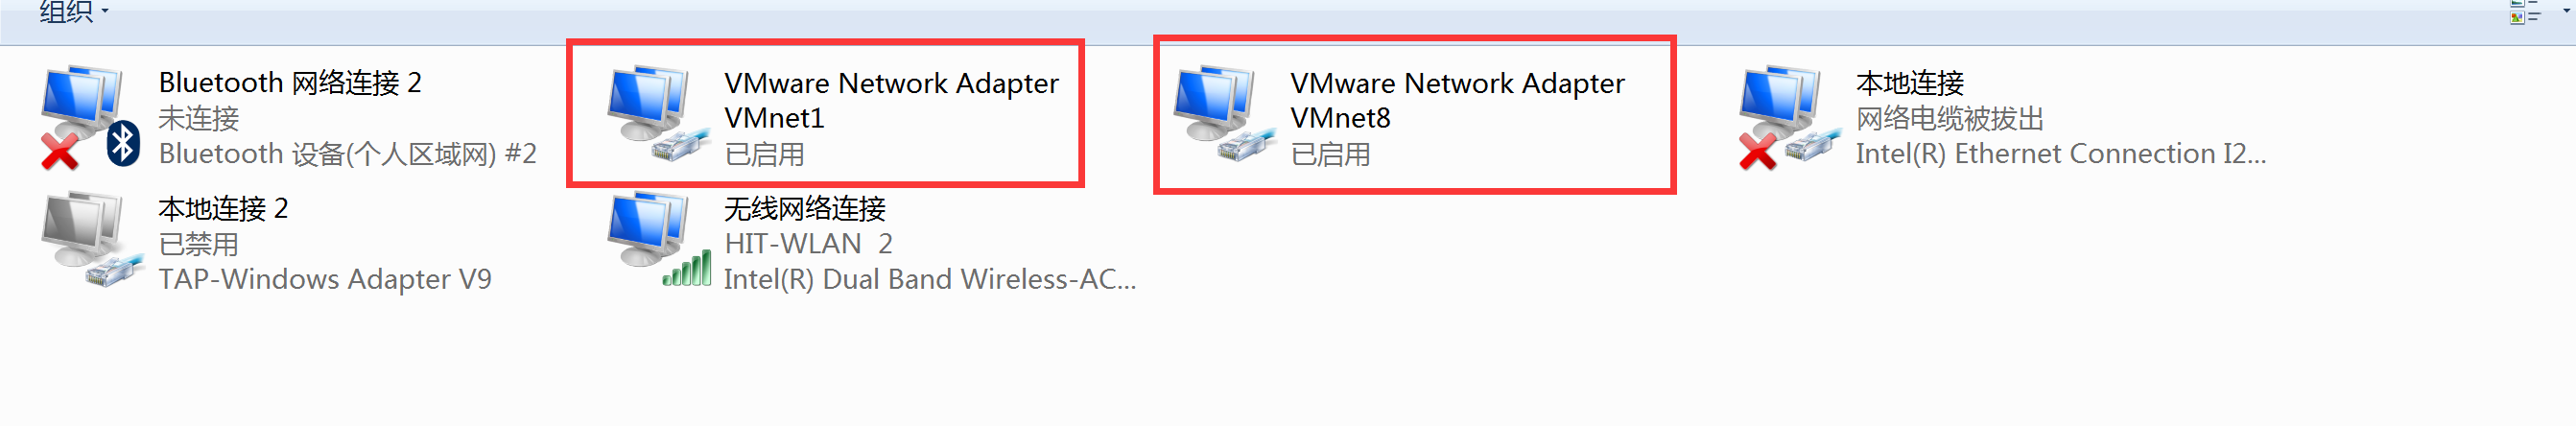 组织
Bluetooth 网络连接 2
未连接
Bluetooth 设备(个人区域网) #2
VMware Network Adapter
VMnet1
已启用
VMware Network Adapter
VMnet8
已启用
本地连接
网络电缆被拔出
Intel(R) Ethernet Connection I2...
本地连接 2
已禁用
TAP-Windows Adapter V9
无线网络连接
HIT-WLAN  2
Intel(R) Dual Band Wireless-AC...